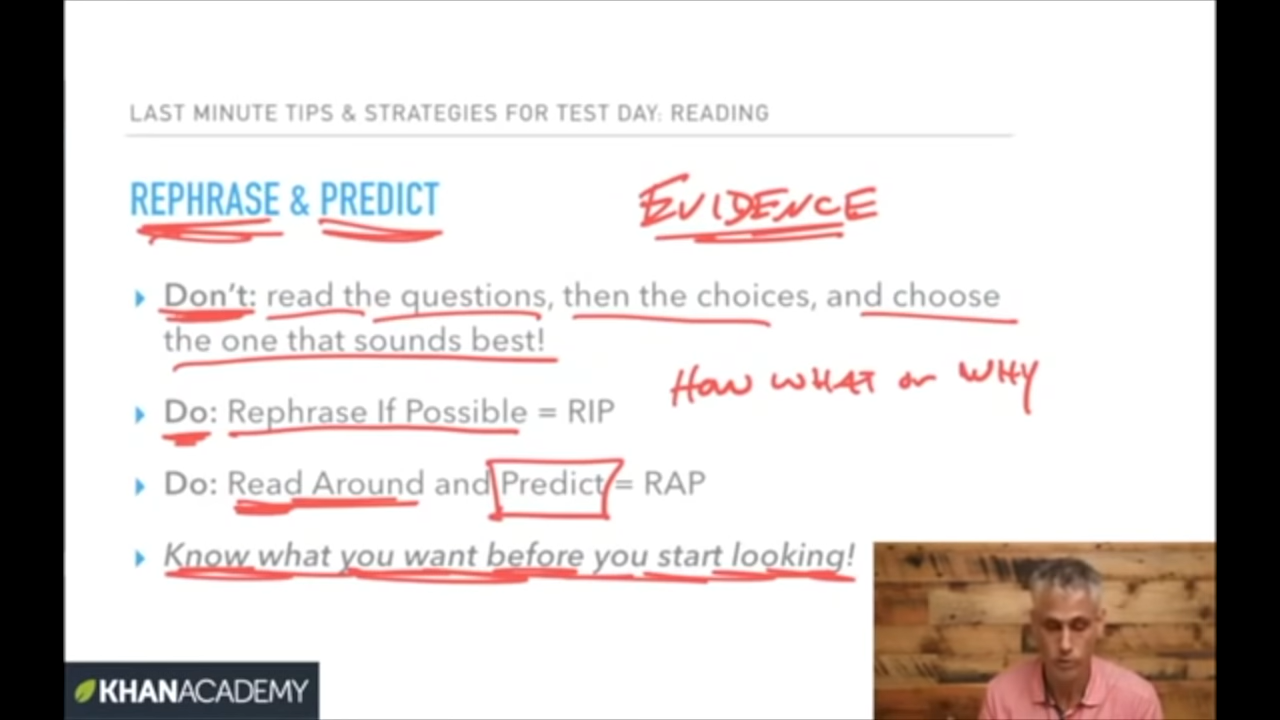 LAST MINUTE TIPS & STRATEGIES FOR TEST DAY: READING
REPHRASE & PREDICT
EVIDENCE
Don't: read the questions, then the choices, and choose
the one that sounds best!
HOW WHAT or WHY
Do: Rephrase If Possible = RIP
Do: Read Around and Predict = RAP
Know what you want before you start looking!
KHANACADEMY